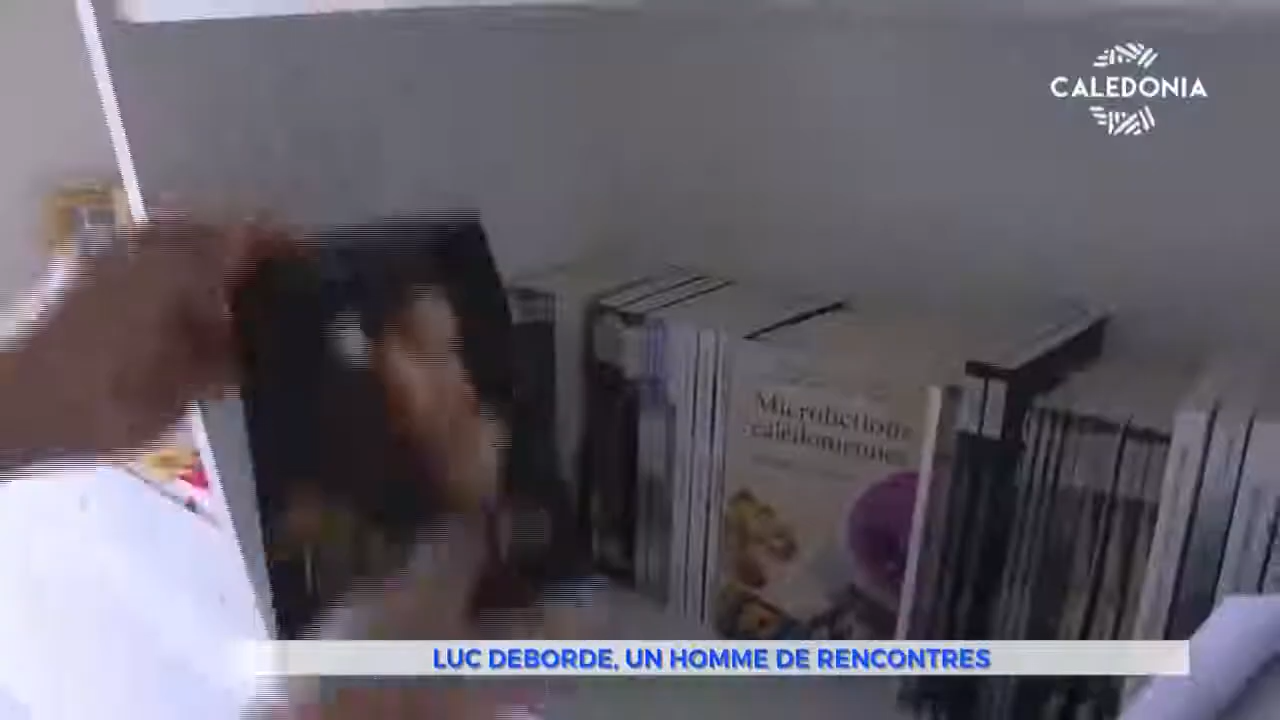 CALEDONIA
Microfictions
calédoniennes
LUC DEBORDE, UN HOMME DE RENCONTRES